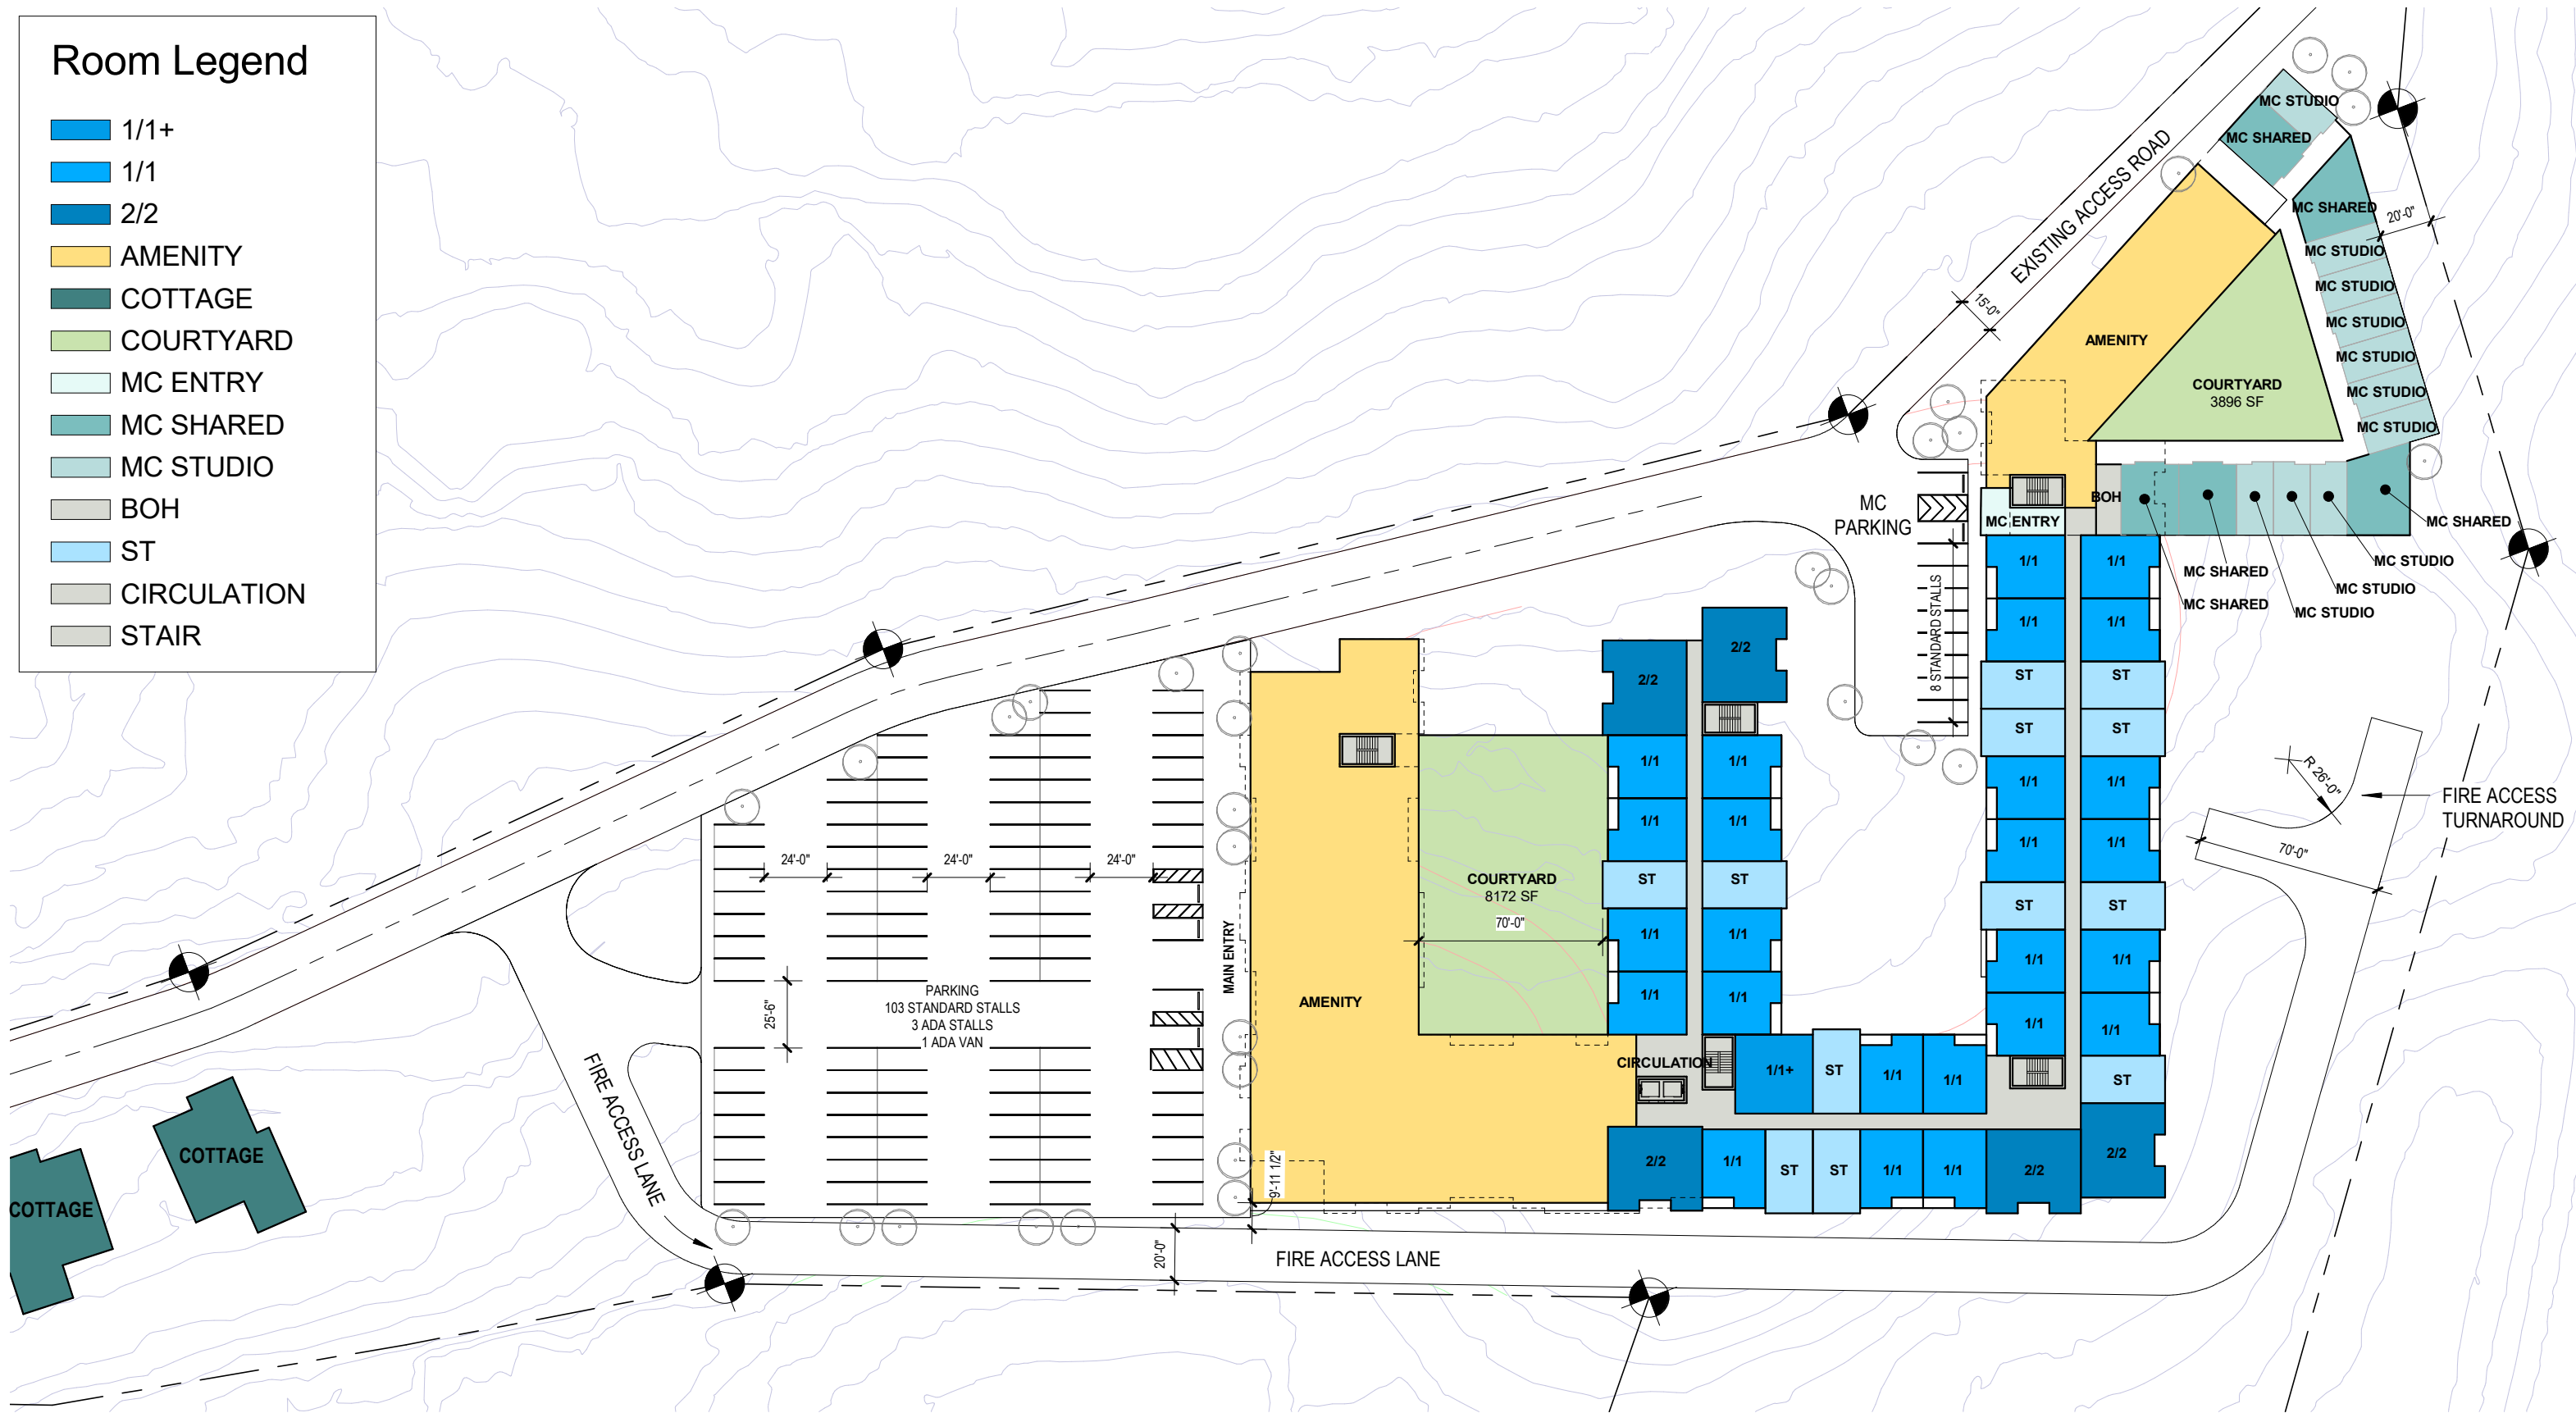 Room Legend
1/1+
1/1
2/2
AMENITY
COTTAGE
COURTYARD
MC ENTRY
MC SHARED
MC STUDIO
BOH
ST
CIRCULATION
STAIR
MC STUDIO
MC SHARED
EXISTING ACCESS ROAD
15'-0"
MC SHARED
20'-0"
MC STUDIO
MC STUDIO
MC STUDIO
MC STUDIO
MC STUDIO
MC STUDIO
AMENITY
COURTYARD
3896 SF
MC
PARKING
8 STANDARD STALLS
MC ENTRY
BOH
MC SHARED
MC STUDIO
MC STUDIO
MC STUDIO
MC SHARED
MC SHARED
1/1
1/1
1/1
1/1
ST
ST
ST
ST
1/1
1/1
1/1
1/1
ST
ST
1/1
1/1
1/1
1/1
ST
2/2
R 26'-0"
FIRE ACCESS
TURNAROUND
70'-0"
2/2
2/2
1/1
1/1
1/1
1/1
ST
ST
1/1
1/1
1/1
1/1
COURTYARD
8172 SF
70'-0"
AMENITY
MAIN ENTRY
CIRCULATION
1/1+
ST
1/1
1/1
2/2
1/1
ST
ST
1/1
1/1
2/2
24'-0"
24'-0"
24'-0"
25'-6"
PARKING
103 STANDARD STALLS
3 ADA STALLS
1 ADA VAN
FIRE ACCESS LANE
COTTAGE
COTTAGE
9'-11 1/2"
20'-0"
FIRE ACCESS LANE